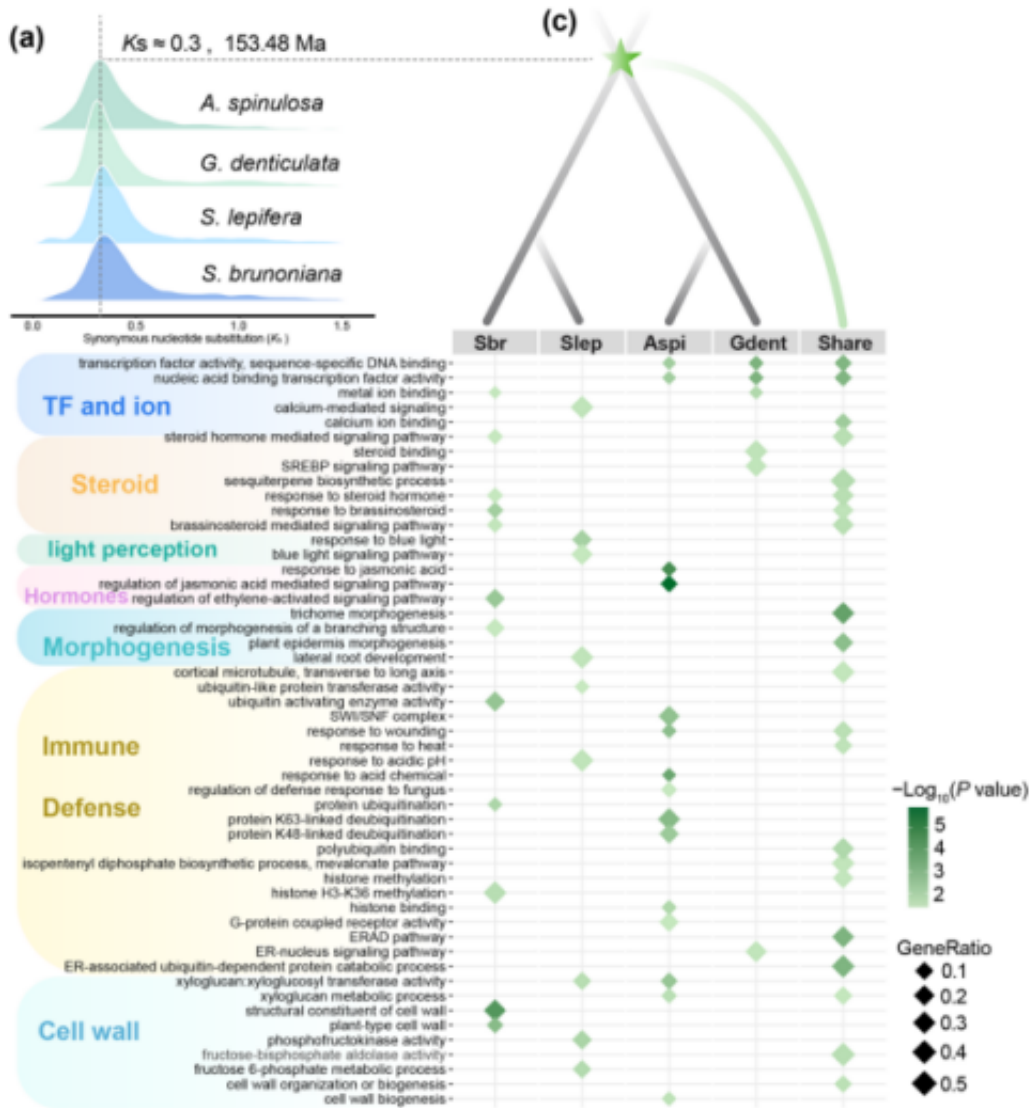 (a)
Ks ≈ 0.3 , 153.48 Ma
(c)
A. spinulosa
G. denticulata
S. lepifera
S. brunoniana
0.0 0.5 1.0 1.5
Synonymous nucleotide substitution (Ks)
Sbr Slep Aspi Gdent Share
TF and ion
transcription factor activity, sequence-specific DNA binding
nucleic acid binding transcription factor activity
metal ion binding
calcium-mediated signaling
calcium ion binding
steroid hormone mediated signaling pathway
Steroid
steroid binding
SREBP signaling pathway
sesquiterpene biosynthetic process
response to steroid hormone
response to brassinosteroid
brassinosteroid mediated signaling pathway
light perception
response to blue light
blue light signaling pathway
Hormones
response to jasmonic acid
regulation of jasmonic acid mediated signaling pathway
regulation of ethylene-activated signaling pathway
Morphogenesis
trichome morphogenesis
regulation of morphogenesis of a branching structure
plant epidermis morphogenesis
lateral root development
cortical microtubule, transverse to long axis
Immune
Defense
ubiquitin-like protein transferase activity
ubiquitin activating enzyme activity
SWI/SNF complex
response to wounding
response to heat
response to acidic pH
response to acid chemical
regulation of defense response to fungus
protein ubiquitination
protein K63-linked deubiquitination
protein K48-linked deubiquitination
polyubiquitin binding
isopentenyl diphosphate biosynthetic process, mevalonate pathway
histone methylation
histone H3-K36 methylation
histone binding
G-protein coupled receptor activity
ERAD pathway
ER-nucleus signaling pathway
ER-associated ubiquitin-dependent protein catabolic process
Cell wall
xyloglucan:xyloglucosyl transferase activity
xyloglucan metabolic process
structural constituent of cell wall
plant-type cell wall
phosphofructokinase activity
fructose-bisphosphate aldolase activity
fructose 6-phosphate metabolic process
cell wall organization or biogenesis
cell wall biogenesis
−Log10(P value)
5
4
3
2
GeneRatio
0.1
0.2
0.3
0.4
0.5